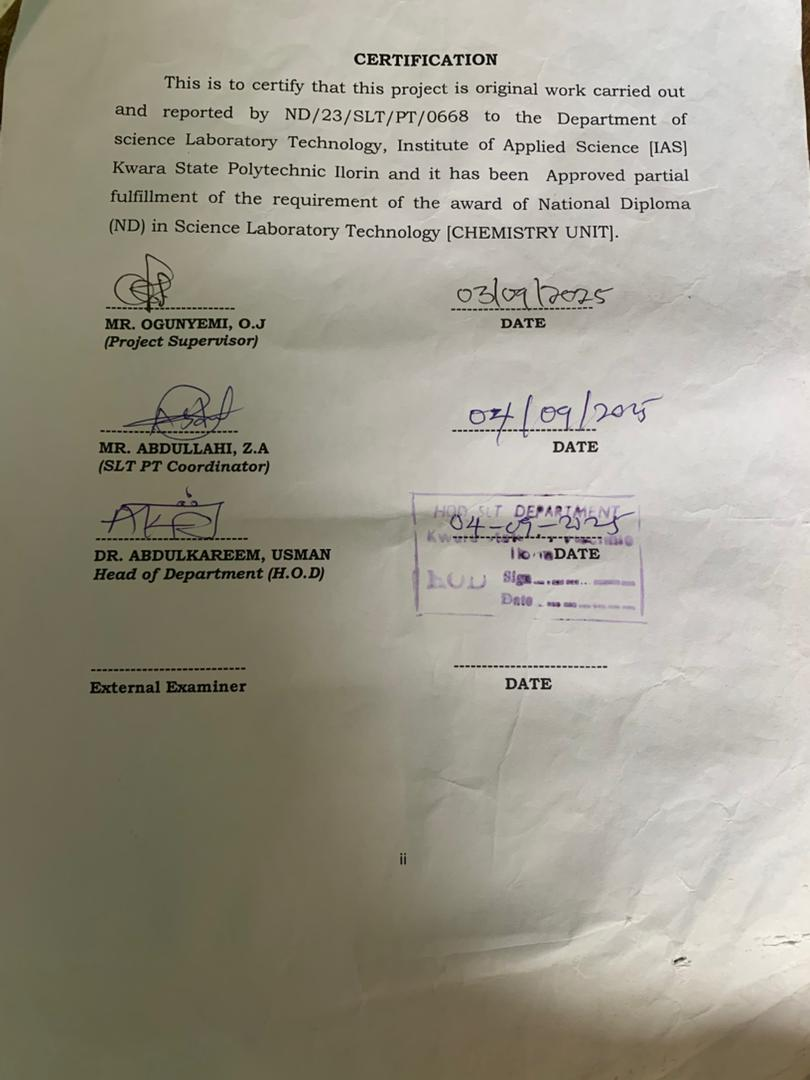 CERTIFICATION
This is to certify that this project is original work carried out
and reported by ND/23/SLT/PT/0668 to the Department of
science Laboratory Technology, Institute of Applied Science [IAS]
Kwara State Polytechnic Ilorin and it has been Approved partial
fulfillment of the requirement of the award of National Diploma
(ND) in Science Laboratory Technology [CHEMISTRY UNIT].
03/09/2025
MR. OGUNYEMI, O.J DATE
(Project Supervisor)
04/09/2025
MR. ABDULLAHI, Z.A DATE
(SLT PT Coordinator)
HOD SLT DEPARTMENT
04-09-2025
DR. ABDULKAREEM, USMAN DATE
Head of Department (H.O.D)
HOD Sign
Date
External Examiner DATE
ii